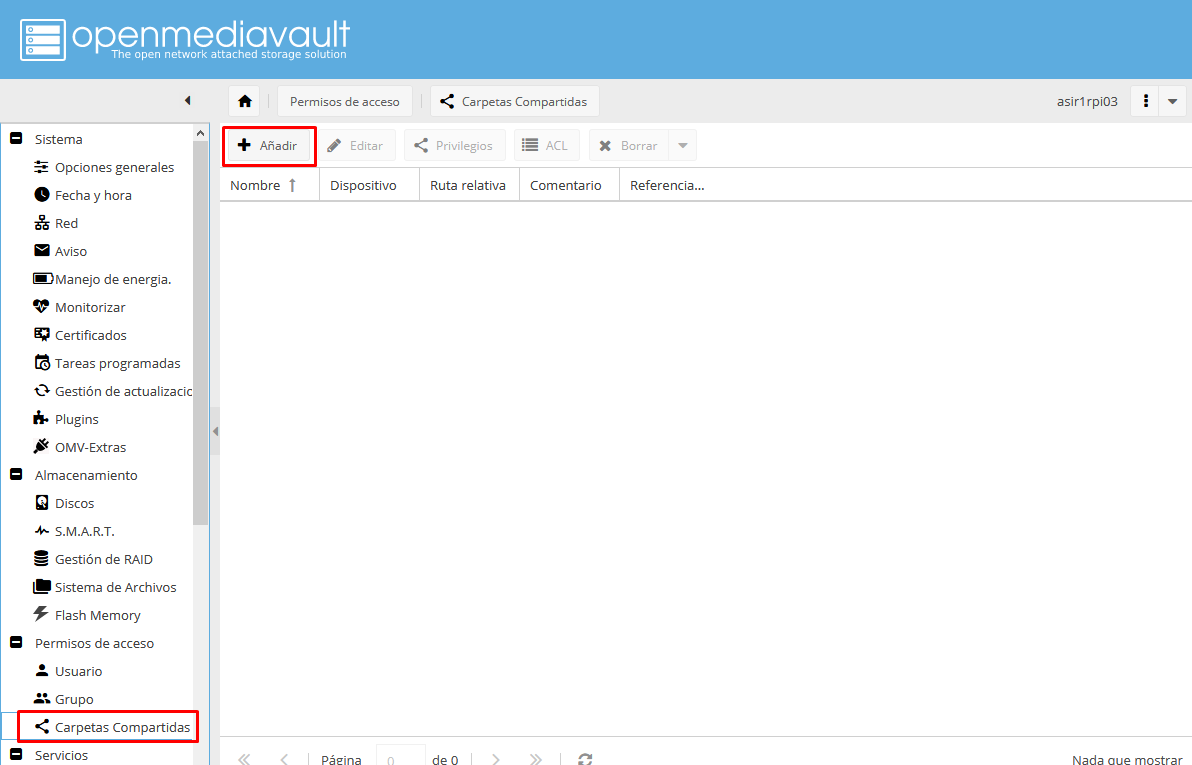 openmediavault
The open network attached storage solution
Permisos de acceso
Carpetas Compartidas
asir1rpi03
Sistema
Opciones generales
Fecha y hora
Red
Aviso
Manejo de energia.
Monitorizar
Certificados
Tareas programadas
Gestión de actualizacic
Plugins
OMV-Extras
Almacenamiento
Discos
S.M.A.R.T.
Gestión de RAID
Sistema de Archivos
Flash Memory
Permisos de acceso
Usuario
Grupo
Carpetas Compartidas
Servicios
Añadir
Editar
Privilegios
ACL
Borrar
Nombre
Dispositivo
Ruta relativa
Comentario
Referencia...
Página
0
de 0
Nada que mostrar